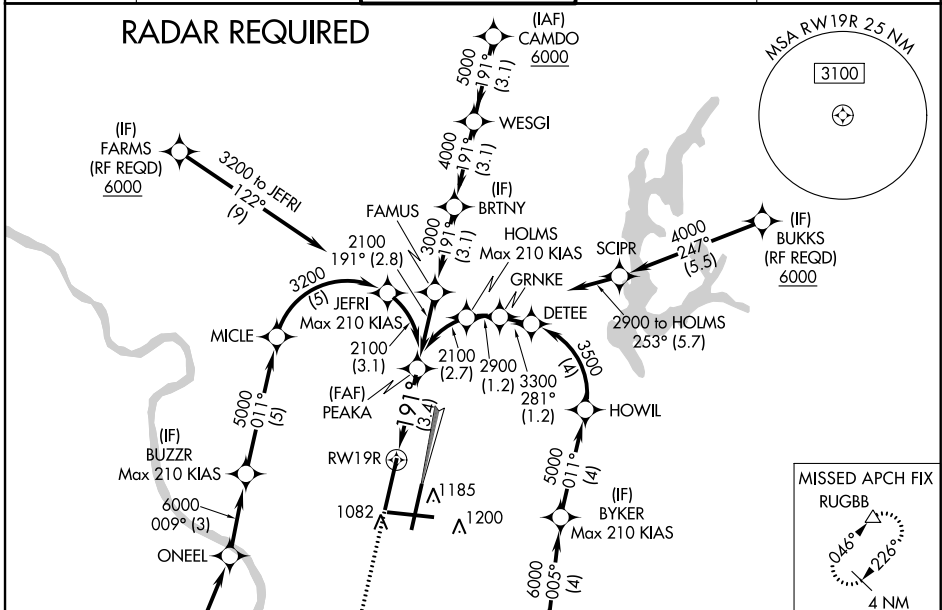 RADAR REQUIRED
(IAF)
CAMDO
6000
5000
191°
(3.1)
WESGI
4000
191°
(3.1)
(IF)
BRTNY
3000
191°
(3.1)
MSA RW19R 25 NM
3100
(IF)
FARMS
(RF REQD)
6000
3200 to JEFRI
122°
(9)
FAMUS
2100
191° (2.8)
HOLMS
Max 210 KIAS
GRNKE
SCIPR
4000
247°
(5.5)
(IF)
BUKKS
(RF REQD)
6000
2900 to HOLMS
253° (5.7)
DETEE
3200
(5)
JEFRI
Max 210 KIAS
MICLE
2100
(3.1)
2100
(2.7)
2900
(1.2)
3300
281°
(1.2)
3500
(4)
(FAF)
PEAKA
191°
(3.4)
HOWIL
5000
011°
(5)
(IF)
BUZZR
Max 210 KIAS
RW19R
1185
1082
1200
5000
011°
(4)
(IF)
BYKER
Max 210 KIAS
6000
009° (3)
ONEEL
6000
005°
(4)
MISSED APCH FIX
RUGBB
046°
226°
4 NM